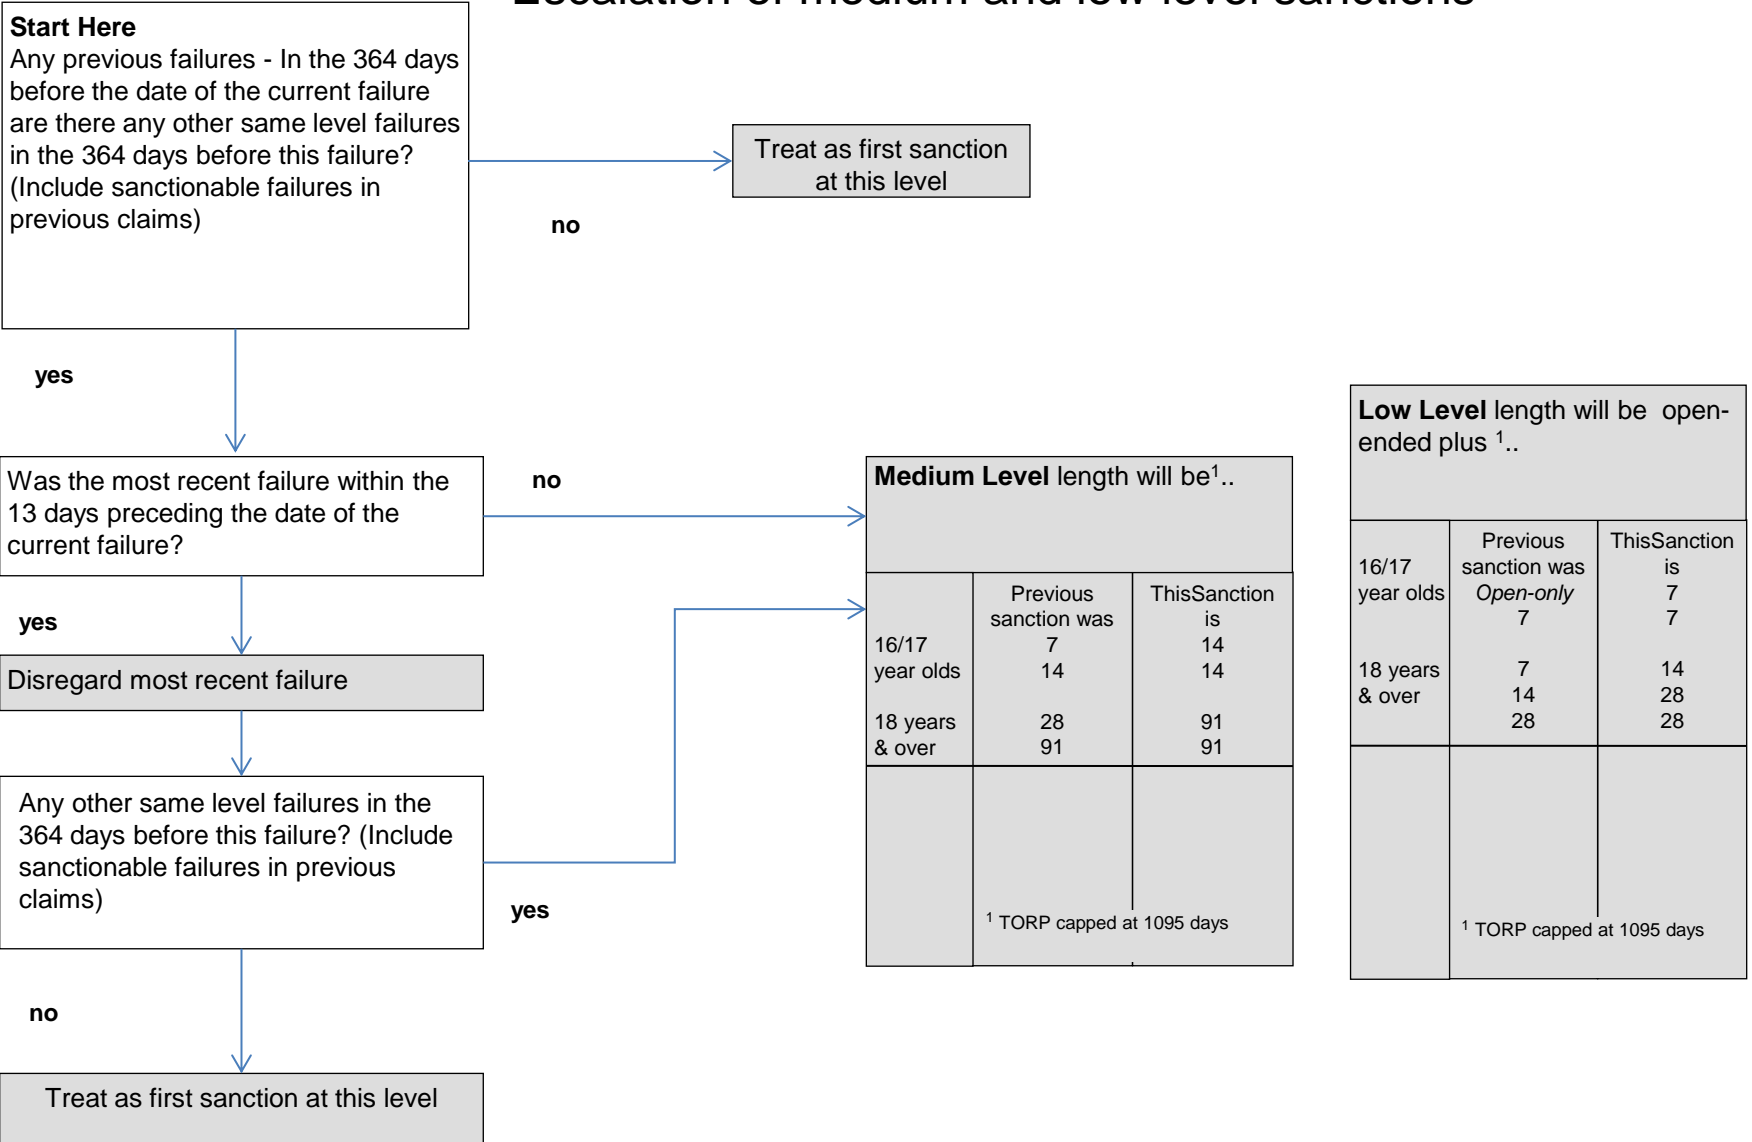 Escalation of medium and low level sanctions
Start Here
Any previous failures - In the 364 days
before the date of the current failure
are there any other same level failures
in the 364 days before this failure?
(Include sanctionable failures in
previous claims)
Treat as first sanction
at this level
no
yes
Was the most recent failure within the
13 days preceding the date of the
current failure?
no
yes
Disregard most recent failure
Any other same level failures in the
364 days before this failure? (Include
sanctionable failures in previous
claims)
yes
no
Treat as first sanction at this level
Medium Level length will be¹..
Previous ThisSanction
sanction was is
16/17 7 14
year olds 14 14
18 years 28 91
& over 91 91
¹ TORP capped at 1095 days
Low Level length will be  open-
ended plus ¹..
Previous ThisSanction
16/17 sanction was is
year olds Open-only 7
7 7
18 years 7 14
& over 14 28
28 28
¹ TORP capped at 1095 days